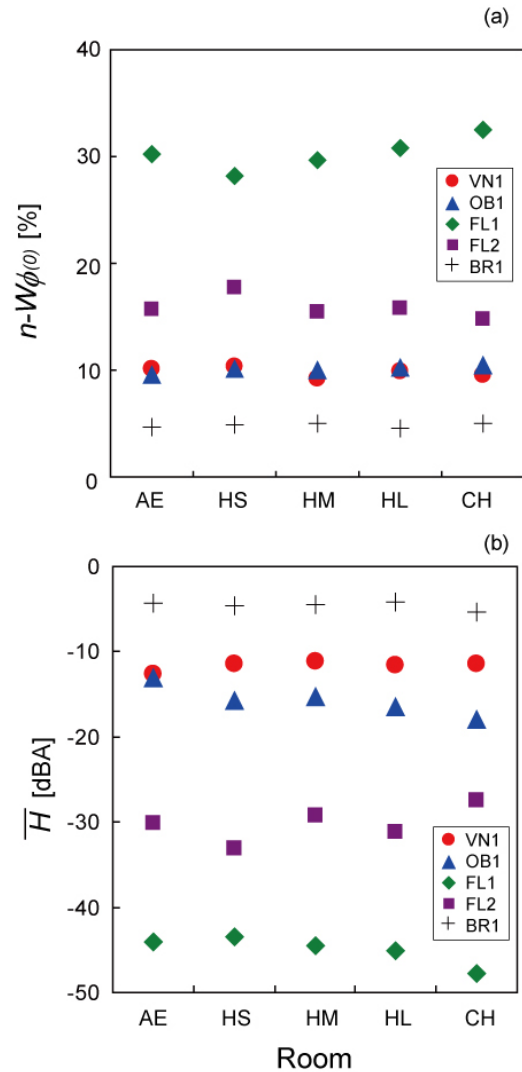 (a)
40
30
20
10
0
n-Wϕ(0) [%]
VN1
OB1
FL1
FL2
BR1
AE HS HM HL CH
(b)
0
-10
-20
-30
-40
-50
H [dBA]
VN1
OB1
FL1
FL2
BR1
AE HS HM HL CH
Room